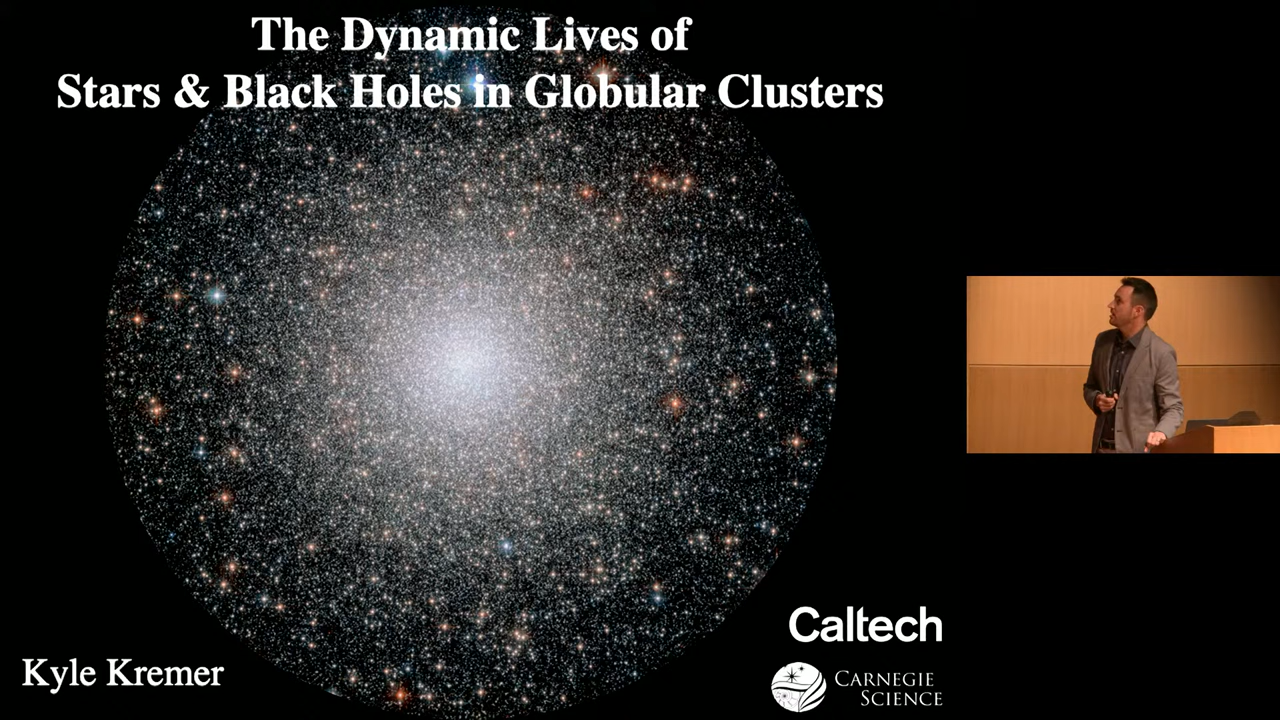 The Dynamic Lives of
Stars & Black Holes in Globular Clusters
Caltech
Kyle Kremer
CARNEGIE
SCIENCE